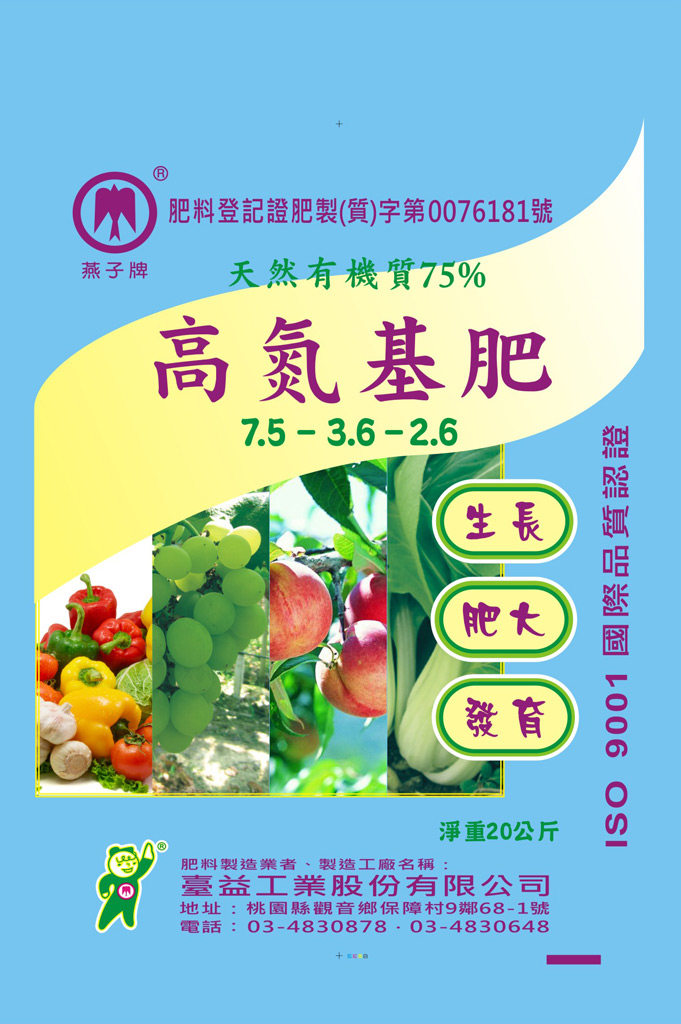 ®
肥料登記證肥製(質)字第0076181號
燕子牌
天然有機質75%
高氮基肥
7.5－3.6－2.6
生長
肥大
發育
ISO 9001 國際品質認證
淨重20公斤
®
肥料製造業者、製造工廠名稱：
臺益工業股份有限公司
地址：桃園縣觀音鄉保障村9鄰68-1號
電話：03-4830878．03-4830648